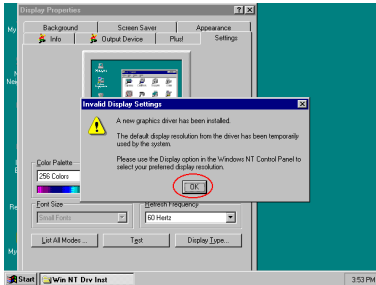 Display Properties
Background Screen Saver Appearance
Info Output Device Plus! Settings
Invalid Display Settings
A new graphics driver has been installed.
The default display resolution from the driver has been temporarily
used by the system.
Please use the Display option in the Windows NT Control Panel to
select your preferred display resolution.
OK
Color Palette
256 Colors
Font Size
Refresh Frequency
Small Fonts
60 Hertz
List All Modes ...
Test
Display Type...
Start
Win NT Drv Inst
3:53 PM